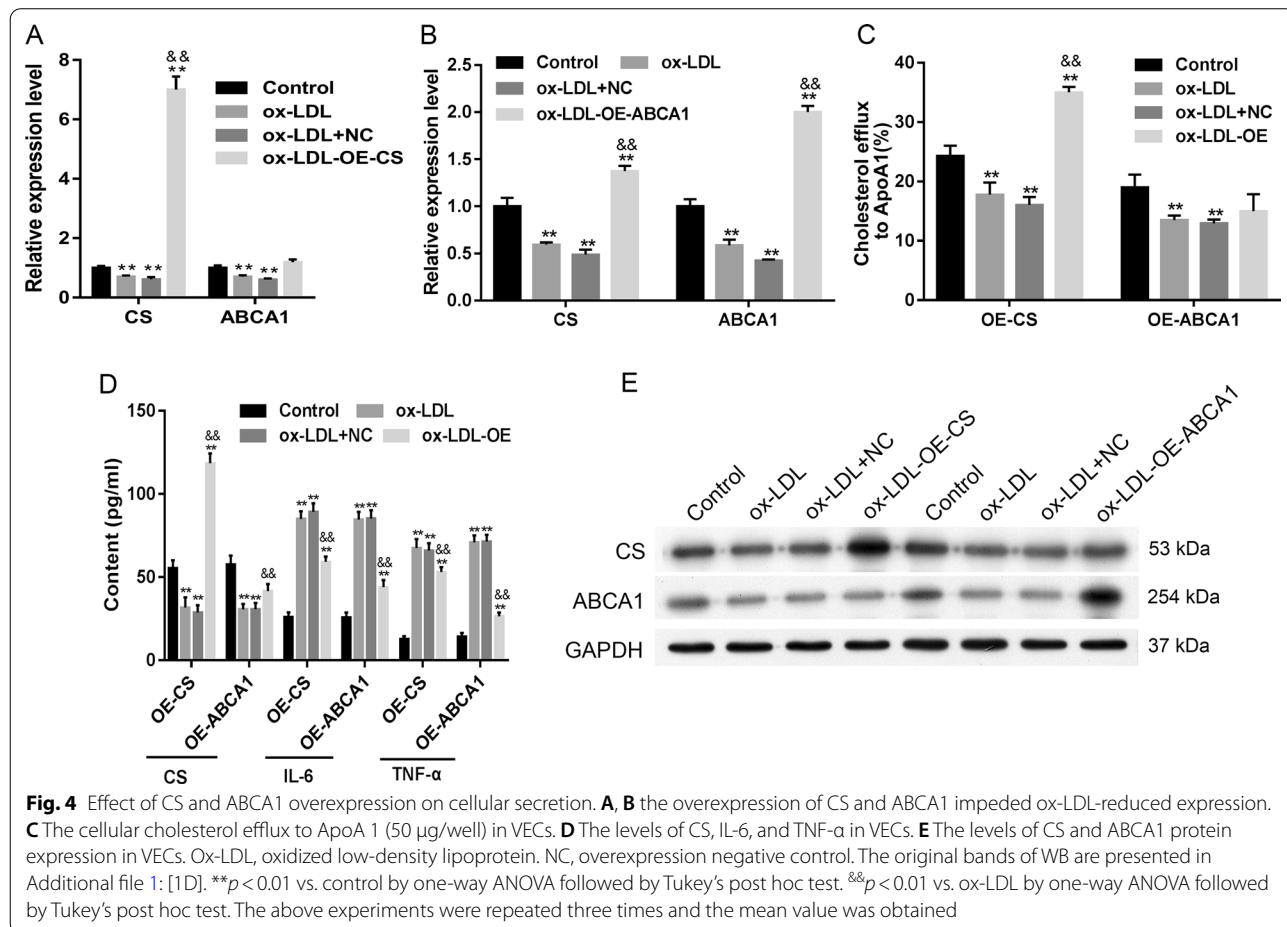 A
Relative expression level
8
6
4
2
0
&&
**
** **
** **
CS ABCA1
Control
ox-LDL
ox-LDL+NC
ox-LDL-OE-CS
B
Relative expression level
2.5
2.0
1.5
1.0
0.5
0.0
Control ox-LDL
ox-LDL+NC
ox-LDL-OE-ABCA1
**
**
&&
**
**
**
&&
**
CS ABCA1
C
Cholesterol efflux
to ApoA1(%)
40
30
20
10
0
**
**
&&
**
**
**
OE-CS OE-ABCA1
Control
ox-LDL
ox-LDL+NC
ox-LDL-OE
D
Content (pg/ml)
150
100
50
0
Control ox-LDL
ox-LDL+NC ox-LDL-OE
** **
&&
**
** **
&&
** **
&&
**
** **
&&
**
** **
&&
**
** **
&&
**
OE-CS
OE-ABCA1
OE-CS
OE-ABCA1
OE-CS
OE-ABCA1
CS IL-6 TNF-α
E
Control
ox-LDL
ox-LDL+NC
ox-LDL-OE-CS
Control
ox-LDL
ox-LDL+NC
ox-LDL-OE-ABCA1
CS 53 kDa
ABCA1 254 kDa
GAPDH 37 kDa
Fig. 4 Effect of CS and ABCA1 overexpression on cellular secretion. A, B the overexpression of CS and ABCA1 impeded ox-LDL-reduced expression.
C The cellular cholesterol efflux to ApoA 1 (50 μg/well) in VECs. D The levels of CS, IL-6, and TNF-α in VECs. E The levels of CS and ABCA1 protein
expression in VECs. Ox-LDL, oxidized low-density lipoprotein. NC, overexpression negative control. The original bands of WB are presented in
Additional file 1: [1D]. **p < 0.01 vs. control by one-way ANOVA followed by Tukey's post hoc test. &&p < 0.01 vs. ox-LDL by one-way ANOVA followed
by Tukey's post hoc test. The above experiments were repeated three times and the mean value was obtained